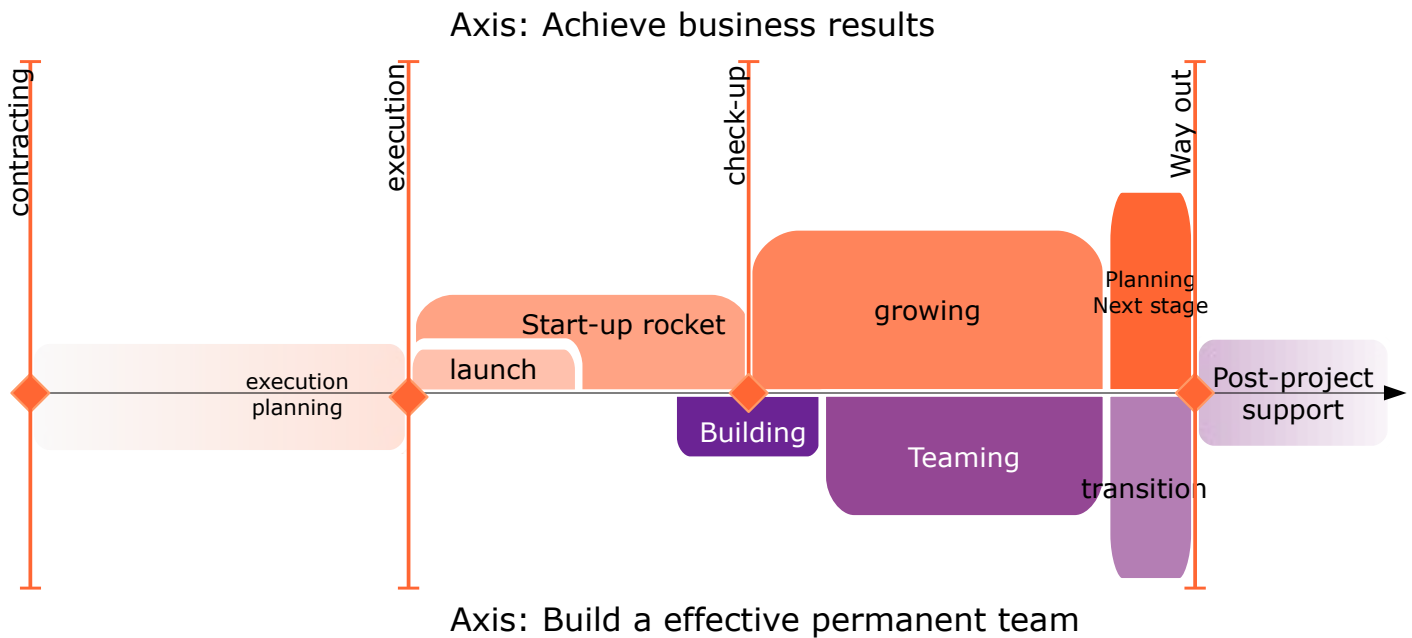 Axis: Achieve business results
contracting
execution
check-up
Way out
Planning
Next stage
growing
Start-up rocket
launch
execution
planning
Post-project
support
Building
Teaming
transition
Axis: Build a effective permanent team